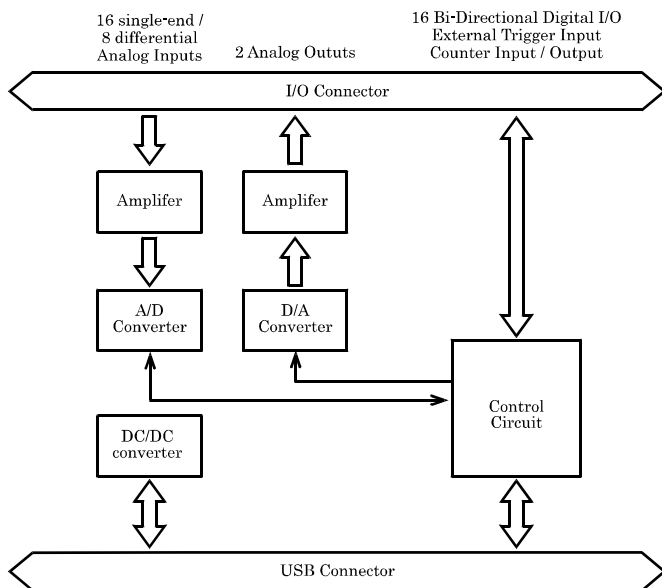 16 single-end /
8 differential
Analog Inputs
2 Analog Oututs
16 Bi-Directional Digital I/O
External Trigger Input
Counter Input / Output
I/O Connector
Amplifer
Amplifer
A/D
Converter
D/A
Converter
Control
Circuit
DC/DC
converter
USB Connector